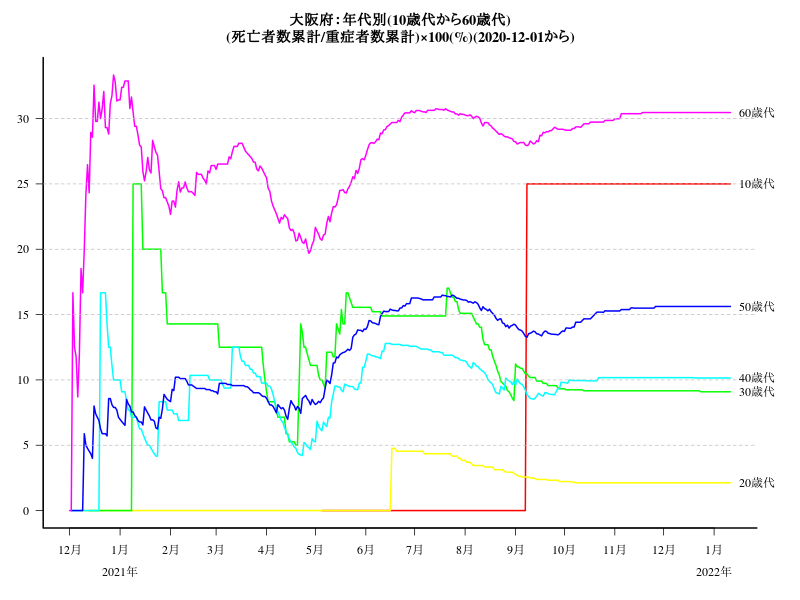 大阪府：年代別(10歳代から60歳代)
(死亡者数累計/重症者数累計)×100(%)(2020-12-01から)
30
25
20
15
10
5
0
60歳代
10歳代
50歳代
40歳代
30歳代
20歳代
12月 1月 2月 3月 4月 5月 6月 7月 8月 9月 10月 11月 12月 1月
2021年 2022年